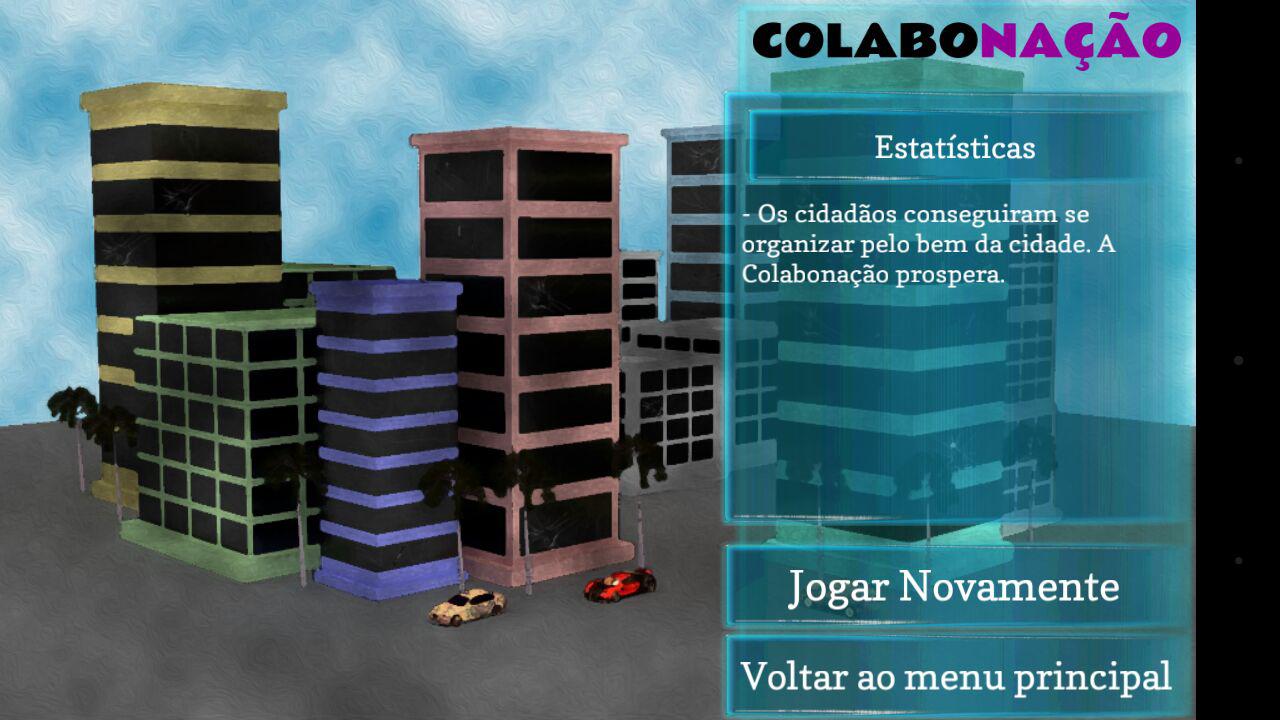 COLABONAÇÃO
Estatísticas
- Os cidadãos conseguiram se
organizar pelo bem da cidade. A
Colabonação prospera.
Jogar Novamente
Voltar ao menu principal